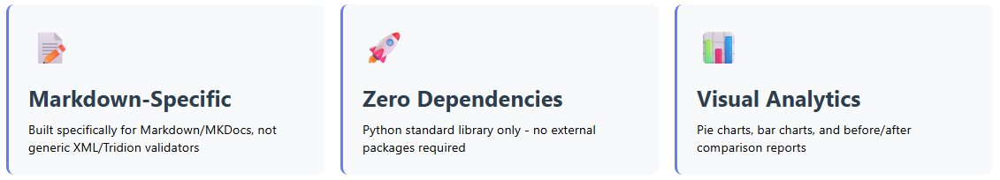 Markdown-Specific
Built specifically for Markdown/MKDocs, not
generic XML/Tridion validators
Zero Dependencies
Python standard library only - no external
packages required
Visual Analytics
Pie charts, bar charts, and before/after
comparison reports